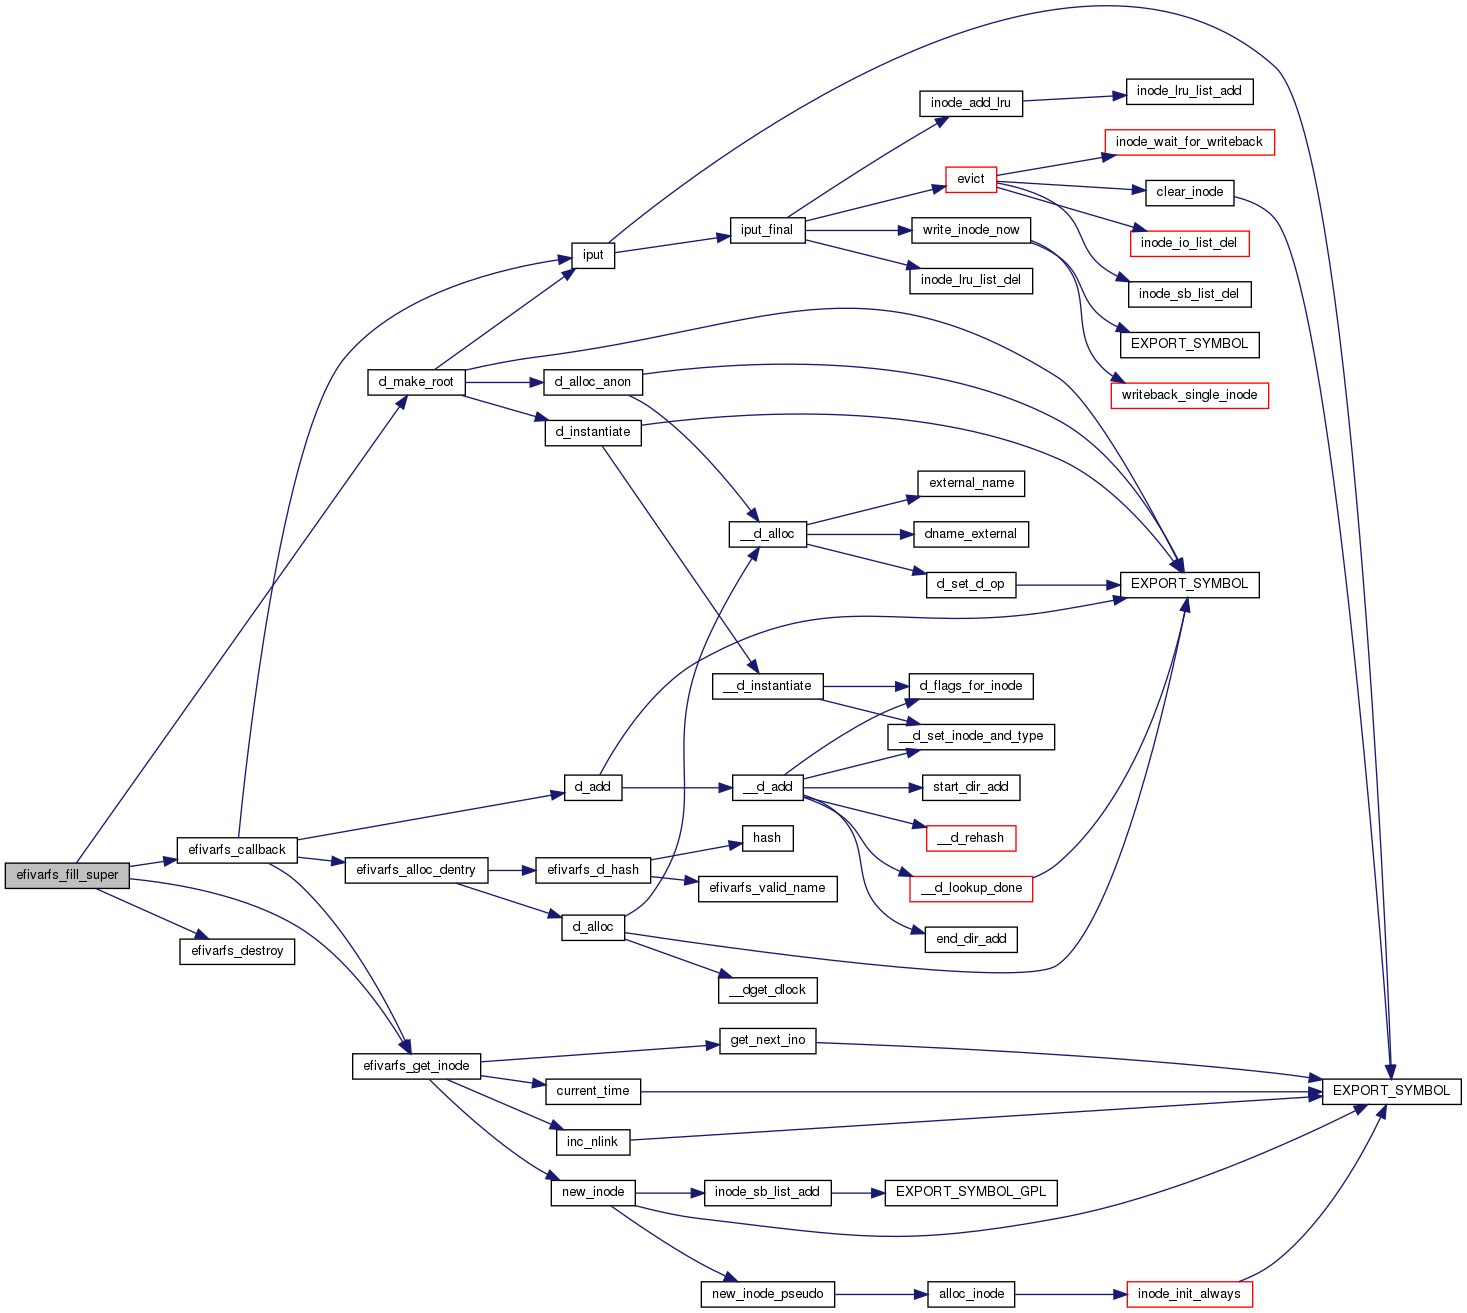 inode_lru_list_add
inode_add_lru
inode_wait_for_writeback
evict
clear_inode
iput_final
write_inode_now
inode_io_list_del
iput
inode_lru_list_del
inode_sb_list_del
EXPORT_SYMBOL
d_make_root
d_alloc_anon
writeback_single_inode
d_instantiate
external_name
__d_alloc
dname_external
d_set_d_op
EXPORT_SYMBOL
__d_instantiate
d_flags_for_inode
__d_set_inode_and_type
d_add
__d_add
start_dir_add
hash
__d_rehash
efivarfs_callback
efivarfs_fill_super
efivarfs_alloc_dentry
efivarfs_d_hash
efivarfs_valid_name
__d_lookup_done
d_alloc
end_dir_add
efivarfs_destroy
__dget_dlock
get_next_ino
efivarfs_get_inode
current_time
EXPORT_SYMBOL
inc_nlink
new_inode
inode_sb_list_add
EXPORT_SYMBOL_GPL
new_inode_pseudo
alloc_inode
inode_init_always